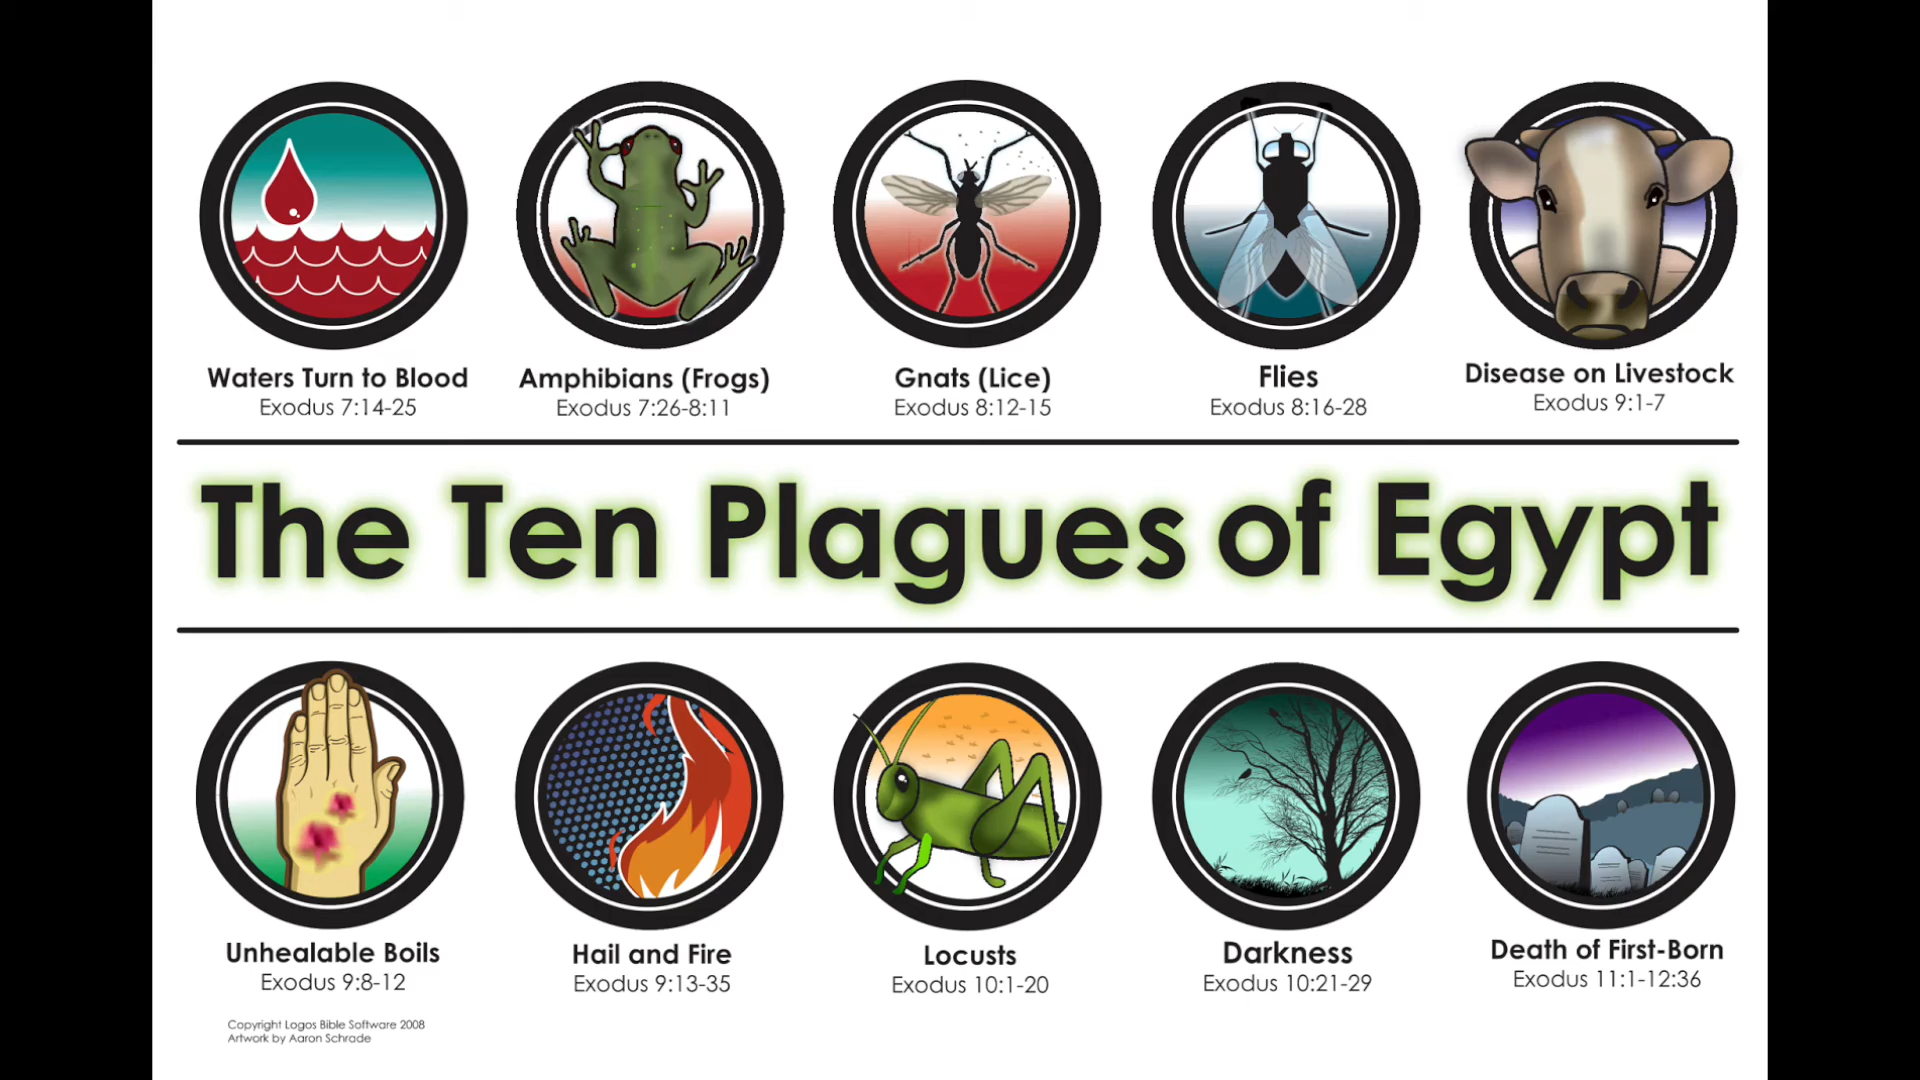 Waters Turn to Blood
Exodus 7:14-25
Amphibians (Frogs)
Exodus 7:26-8:11
Gnats (Lice)
Exodus 8:12-15
Flies
Exodus 8:16-28
Disease on Livestock
Exodus 9:1-7
The Ten Plagues of Egypt
Unhealable Boils
Exodus 9:8-12
Hail and Fire
Exodus 9:13-35
Locusts
Exodus 10:1-20
Darkness
Exodus 10:21-29
Death of First-Born
Exodus 11:1-12:36
Copyright Logos Bible Software 2008
Artwork by Aaron Schrade